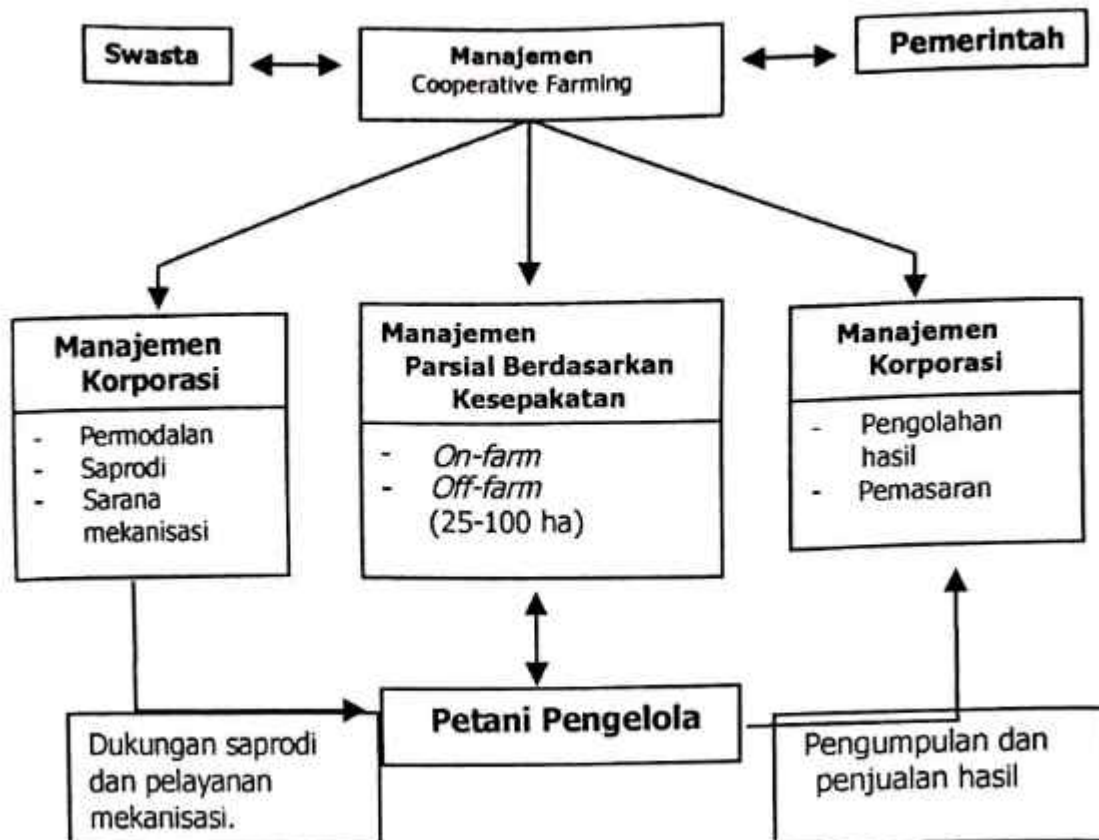 Swasta
Manajemen
Cooperative Farming
Pemerintah
Manajemen
Korporasi
- Permodalan
- Saprodi
- Sarana
mekanisasi
Manajemen
Parsial Berdasarkan
Kesepakatan
- On-farm
- Off-farm
(25-100 ha)
Manajemen
Korporasi
- Pengolahan
hasil
- Pemasaran
Petani Pengelola
Dukungan saprodi
dan pelayanan
mekanisasi.
Pengumpulan dan
penjualan hasil